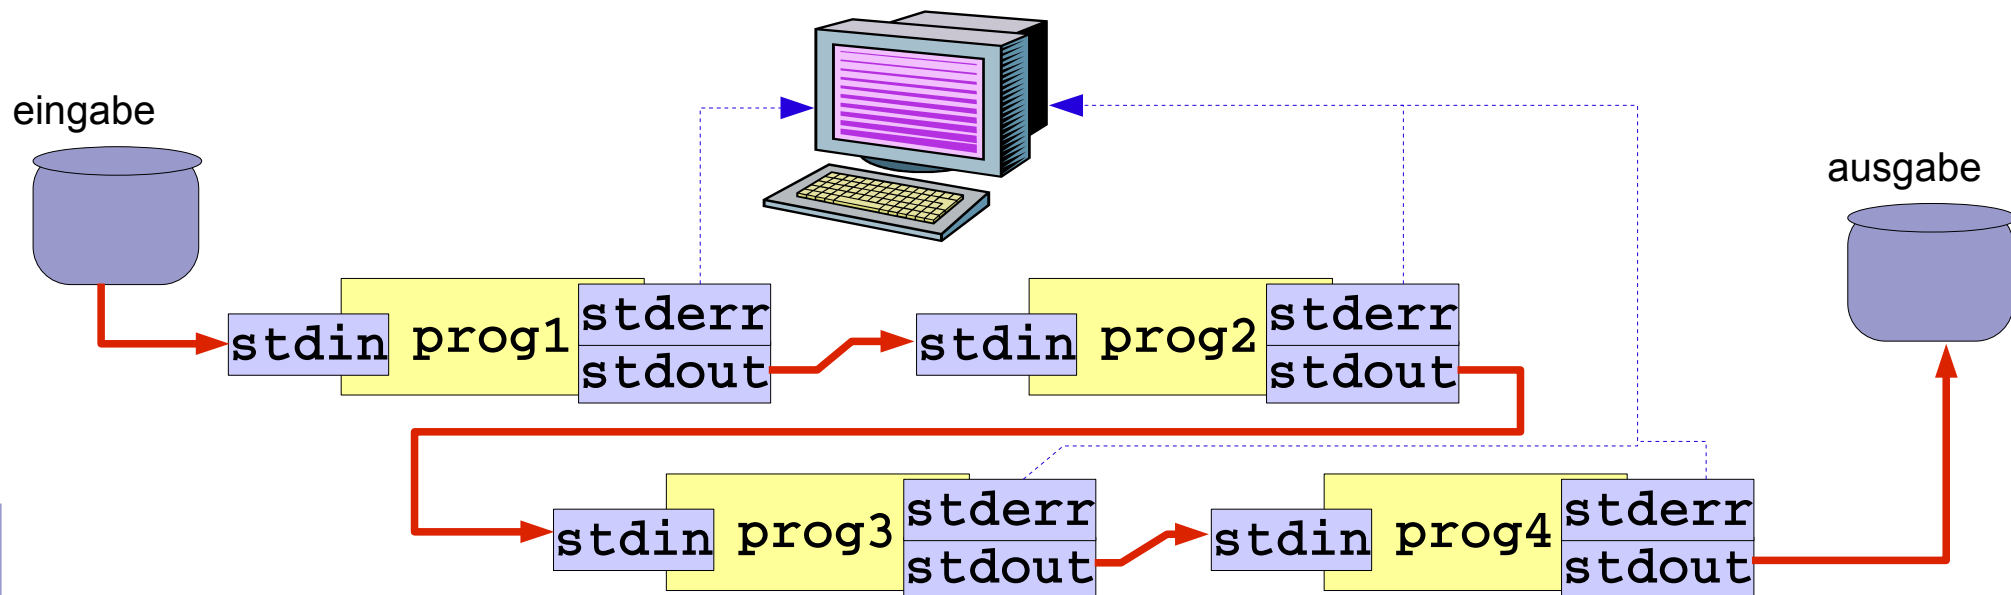 eingabe
ausgabe
stdin prog1 stderr
stdout
stdin prog2 stderr
stdout
stdin prog3 stderr
stdout
stdin prog4 stderr
stdout